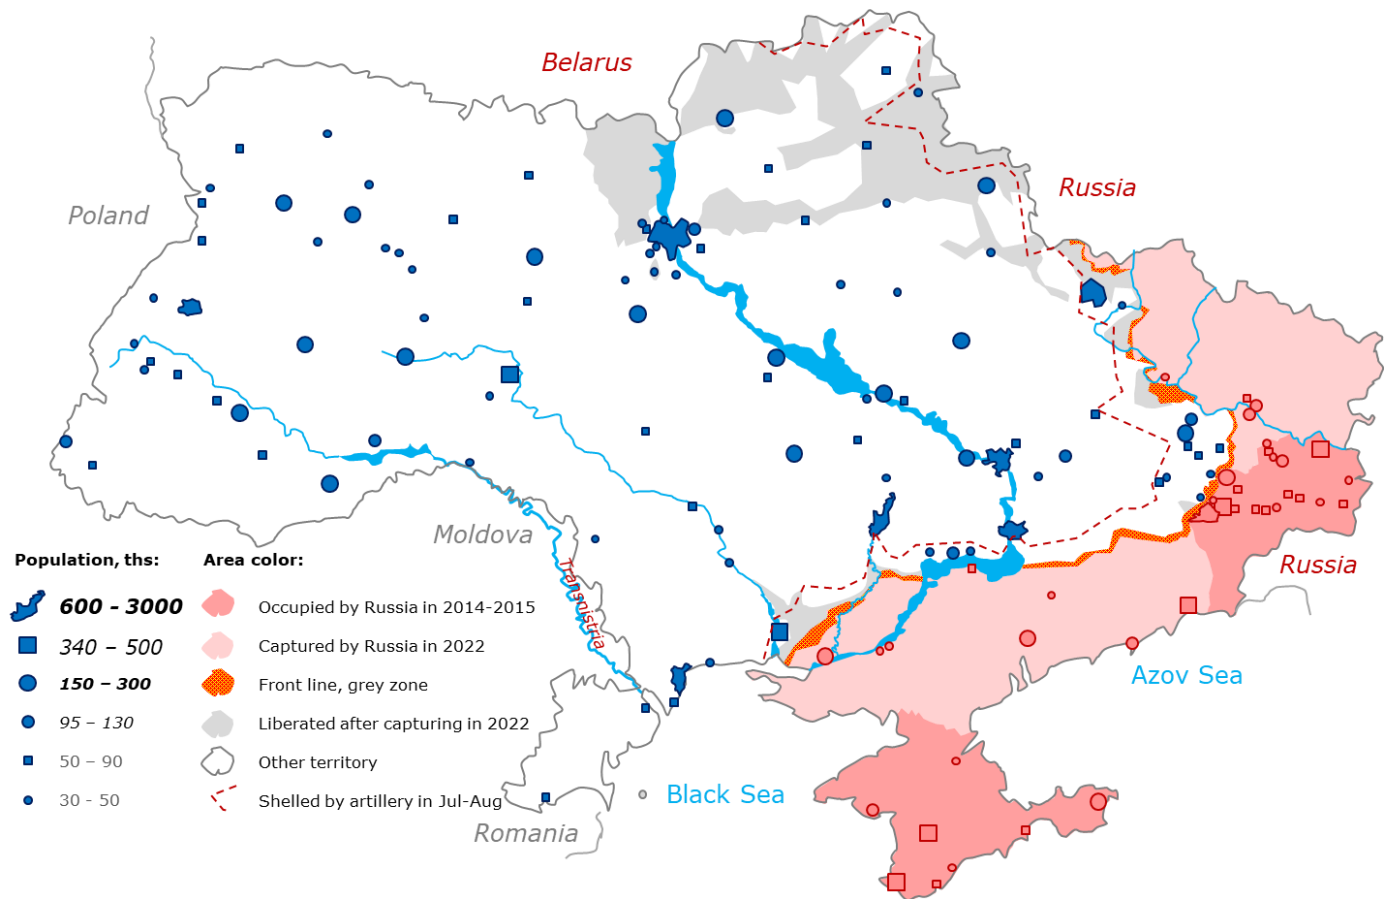 Belarus
Russia
Poland
Moldova
Transnistria
Russia
Azov Sea
Black Sea
Romania
Population, ths:
600 - 3000
340 – 500
150 – 300
95 – 130
50 – 90
30 - 50
Area color:
Occupied by Russia in 2014-2015
Captured by Russia in 2022
Front line, grey zone
Liberated after capturing in 2022
Other territory
Shelled by artillery in Jul-Aug